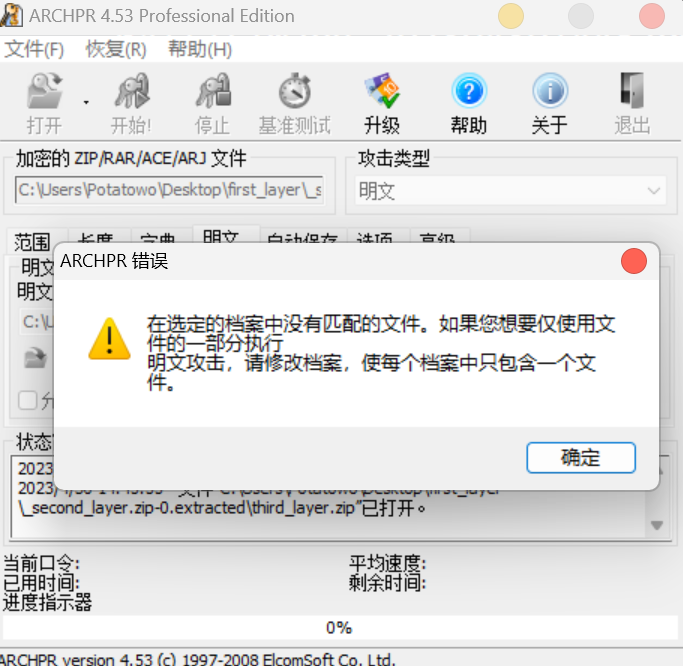 ARCHPR 4.53 Professional Edition
文件(F) 恢复(R) 帮助(H)
打开 开始! 停止 基准测试 升级 帮助 关于 退出
加密的 ZIP/RAR/ACE/ARJ 文件 攻击类型
C:\Users\Potatowo\Desktop\first_layer\_s 明文
范围 长度 字典 明文 自动保存 选项 高级
ARCHPR 错误
明文
明文
C:\U
在选定的档案中没有匹配的文件。如果您想要仅使用文
件的一部分执行
明文攻击，请修改档案，使每个档案中只包含一个文
件。
确定
状态
2023
\_second_layer.zip-0.extracted\third_layer.zip"已打开。
当前口令: 平均速度:
已用时间: 剩余时间:
进度指示器
0%
ARCHPR version 4.53 (c) 1997-2008 ElcomSoft Co. Ltd.